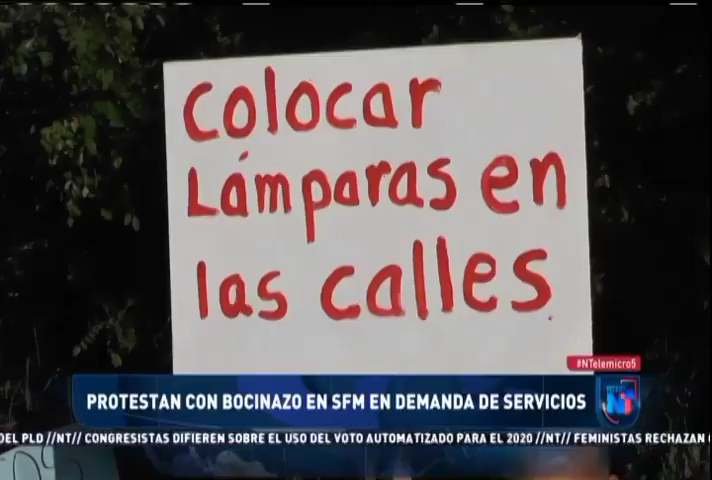 Colocar
Lámparas en
las calles.
#NTelemicro5
PROTESTAN CON BOCINAZO EN SFM EN DEMANDA DE SERVICIOS
NT
DEL PLD //NT// CONGRESISTAS DIFIEREN SOBRE EL USO DEL VOTO AUTOMATIZADO PARA EL 2020 //NT// FEMINISTAS RECHAZAN